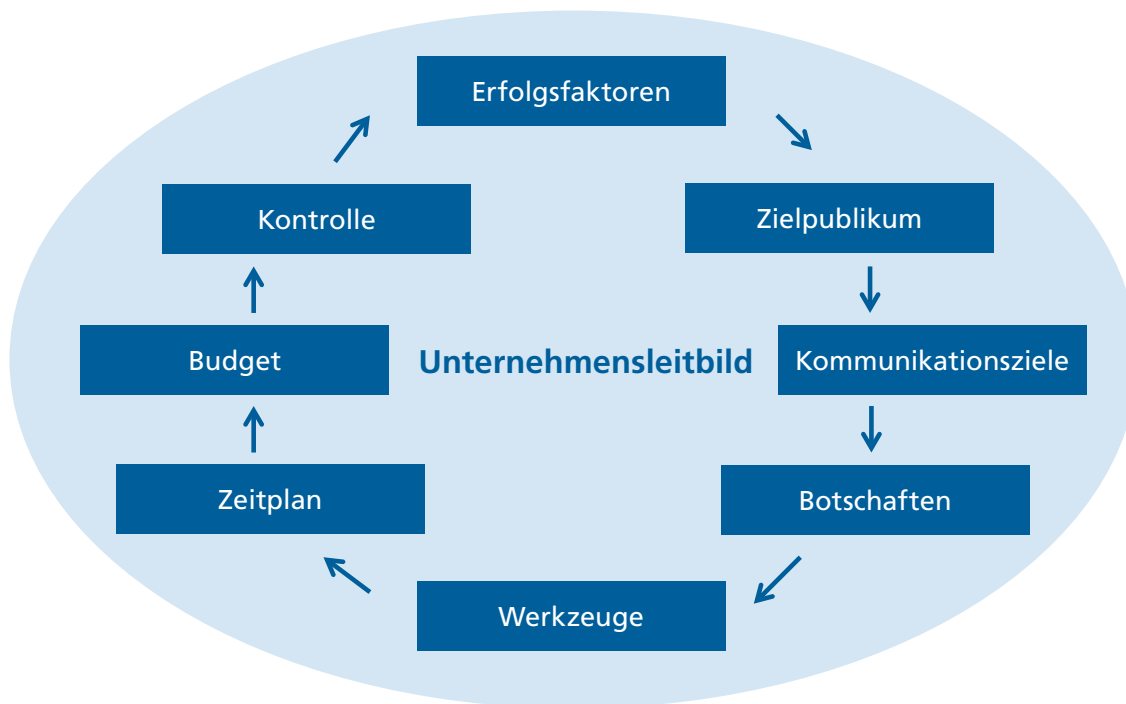 Erfolgsfaktoren
Kontrolle
Zielpublikum
Budget
Unternehmensleitbild
Kommunikationsziele
Zeitplan
Botschaften
Werkzeuge